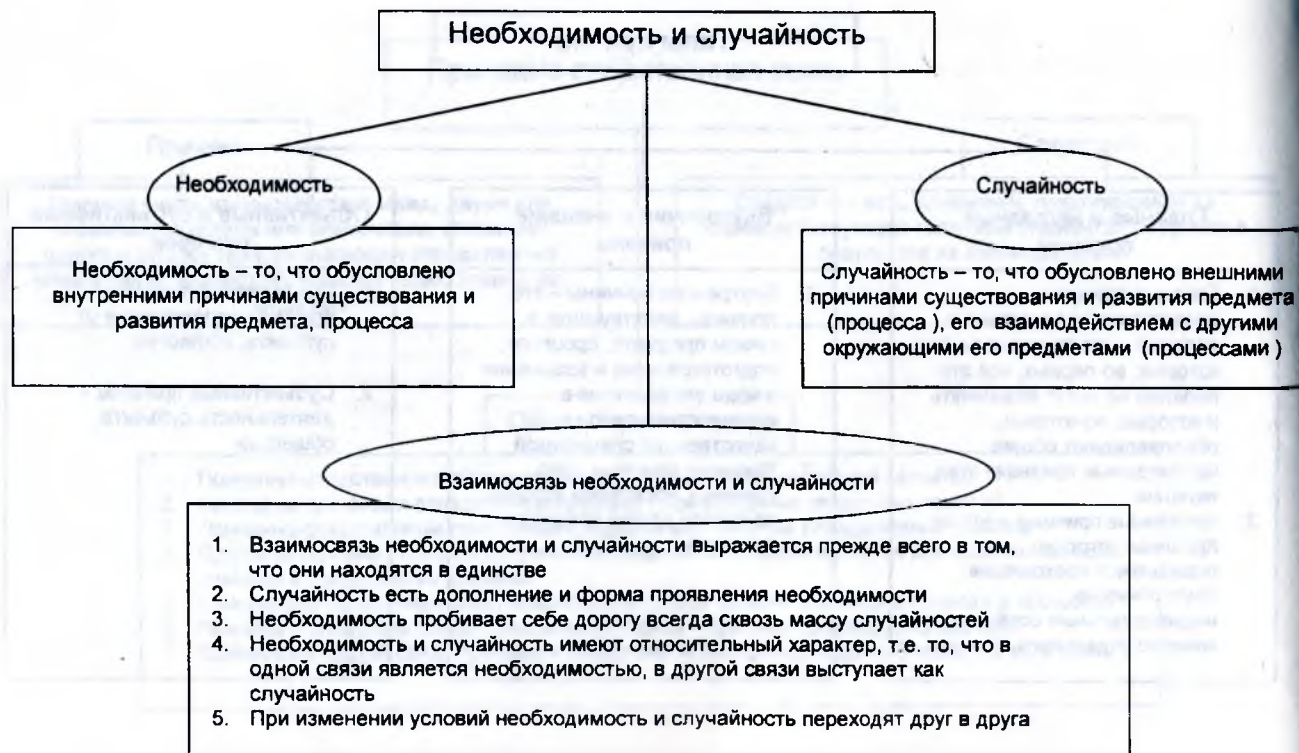 Необходимость и случайность
Необходимость
Случайность
Необходимость – то, что обусловлено
внутренними причинами существования и
развития предмета, процесса
Случайность – то, что обусловлено внешними
причинами существования и развития предмета
(процесса ), его взаимодействием с другими
окружающими его предметами (процессами )
Взаимосвязь необходимости и случайности
1. Взаимосвязь необходимости и случайности выражается прежде всего в том,
что они находятся в единстве
2. Случайность есть дополнение и форма проявления необходимости
3. Необходимость пробивает себе дорогу всегда сквозь массу случайностей
4. Необходимость и случайность имеют относительный характер, т.е. то, что в
одной связи является необходимостью, в другой связи выступает как
случайность
5. При изменении условий необходимость и случайность переходят друг в друга